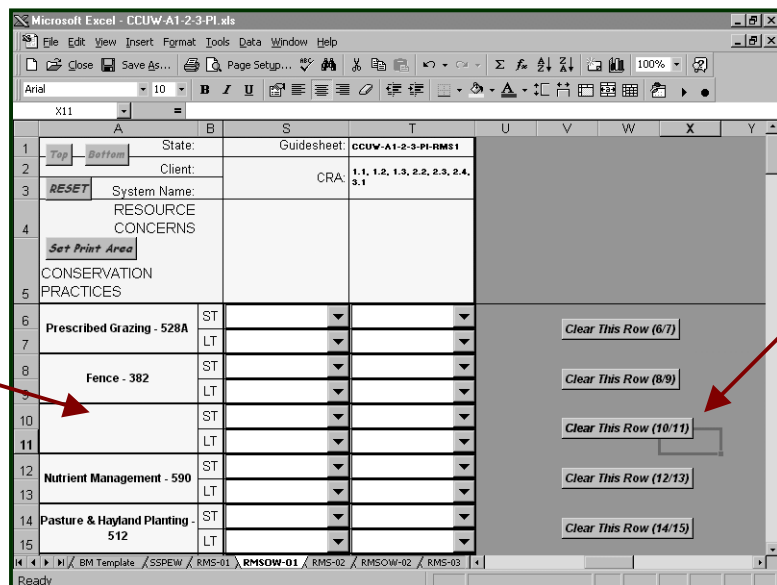 Microsoft Excel - CCUW-A1-2-3-PI.xls
File Edit View Insert Format Tools Data Window Help
Close Save As... Page Setup... 100%
Arial 10 B I U
X11 =
A B S T U V W X Y
1 Top Bottom State: Guidesheet: CCUW-A1-2-3-PI-RMS1
2 Client: CRA: 1.1, 1.2, 1.3, 2.2, 2.3, 2.4, 3.1
3 RESET System Name:
4 RESOURCE CONCERNS
Set Print Area
5 CONSERVATION PRACTICES
6 Prescribed Grazing - 528A ST Clear This Row (6/7)
7 LT
8 Fence - 382 ST Clear This Row (8/9)
9 LT
10 ST Clear This Row (10/11)
11 LT
12 Nutrient Management - 590 ST Clear This Row (12/13)
13 LT
14 Pasture & Hayland Planting - 512 ST Clear This Row (14/15)
15 LT
BM Template SSPEW RMS-01 RMSOW-01 RMS-02 RMSOW-02 RMS-03
Ready